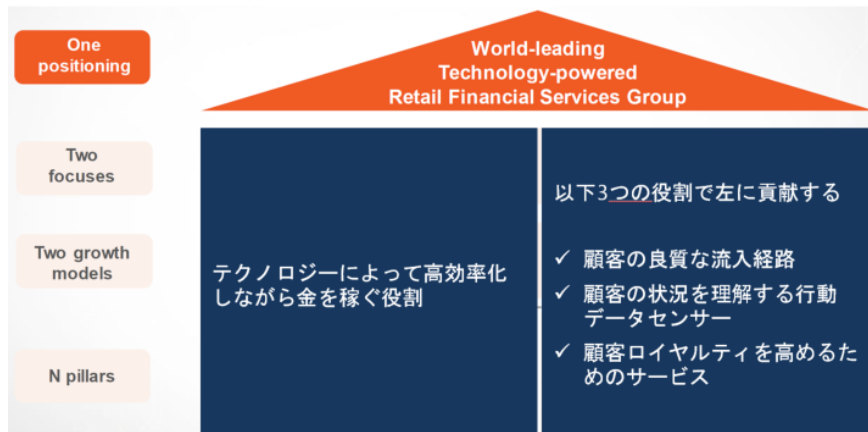 One
positioning
World-leading
Technology-powered
Retail Financial Services Group
Two
focuses
Two growth
models
N pillars
テクノロジーによって高効率化
しながら金を稼ぐ役割
以下3つの役割で左に貢献する
✓ 顧客の良質な流入経路
✓ 顧客の状況を理解する行動
データセンサー
✓ 顧客ロイヤルティを高めるた
めのサービス